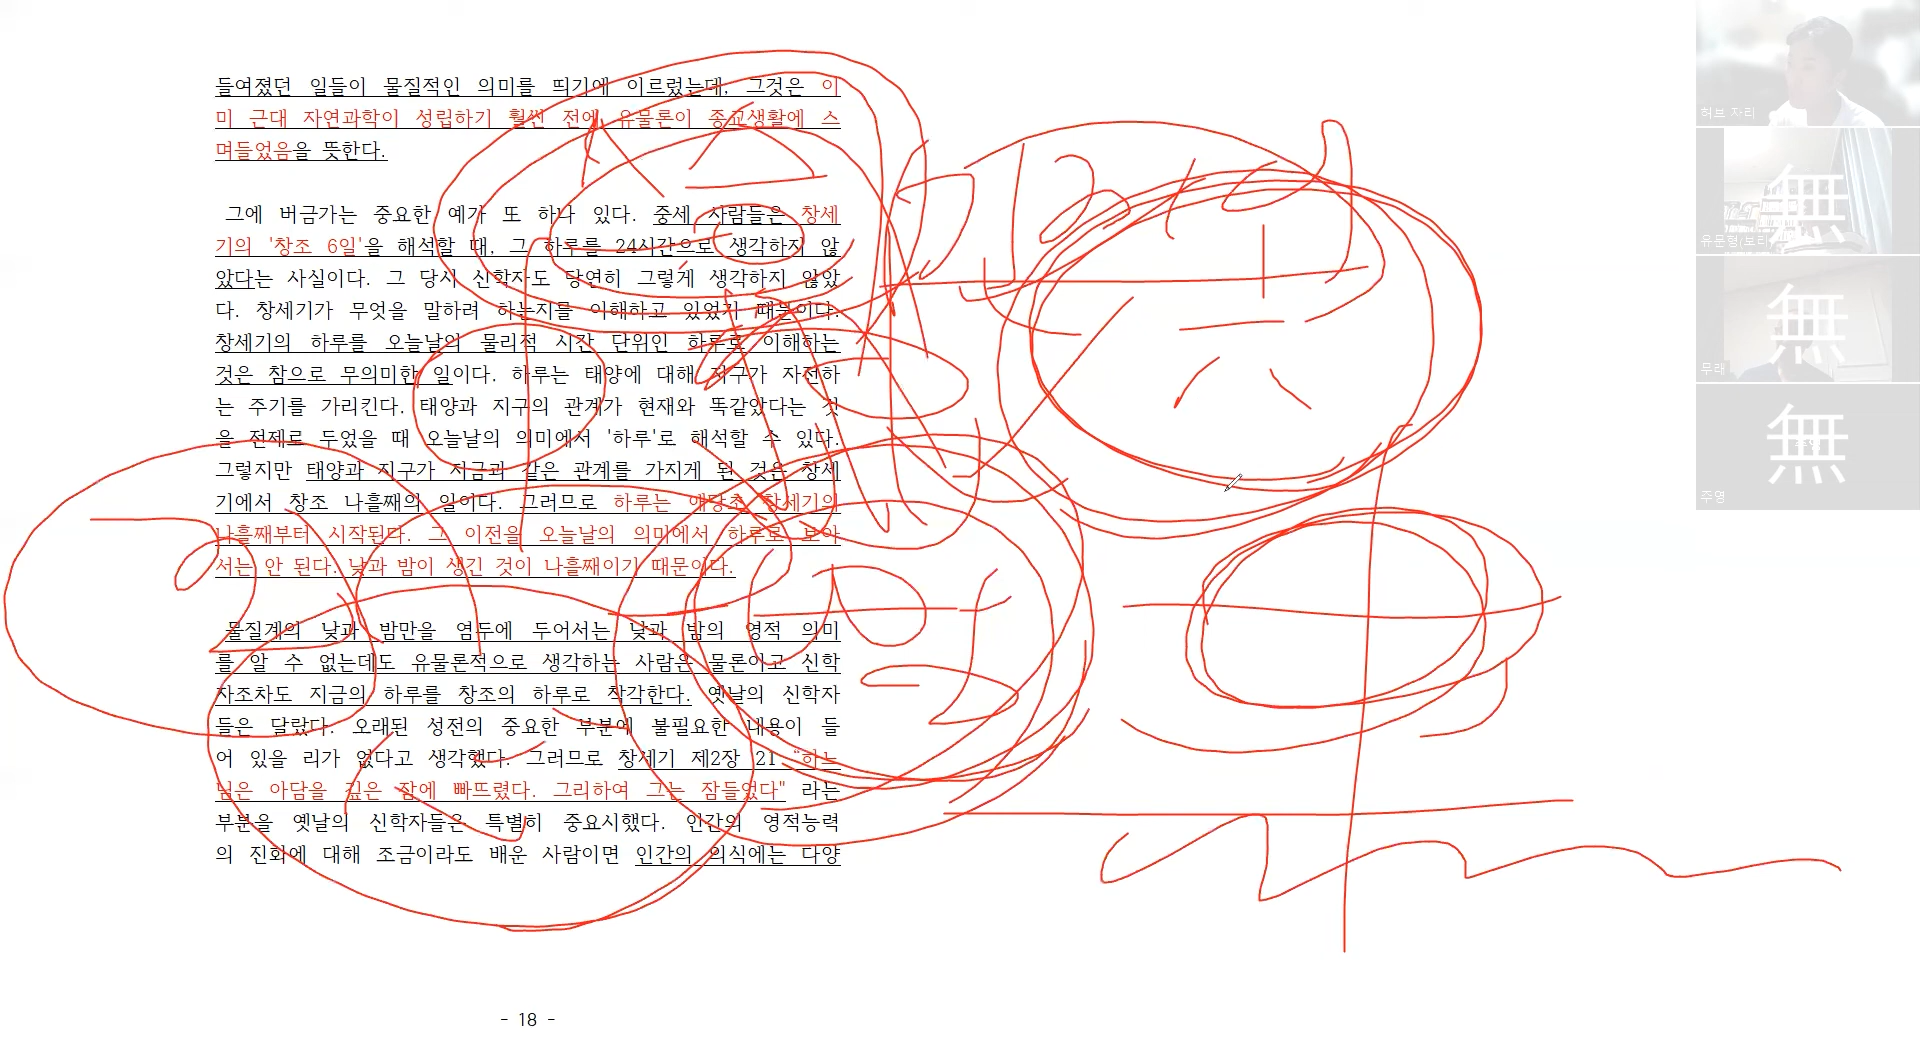 들여졌던 일들이 물질적인 의미를 띄기에 이르렀는데, 그것은 이
미 근대 자연과학이 성립하기 훨씬 전에 유물론이 종교생활에 스
며들었음을 뜻한다.
그에 버금가는 중요한 예가 또 하나 있다. 중세 사람들은 창세
기의 '창조 6일'을 해석할 때, 그 하루를 24시간으로 생각하지 않
았다는 사실이다. 그 당시 신학자도 당연히 그렇게 생각하지 않았
다. 창세기가 무엇을 말하려 하는지를 이해하고 있었기 때문이다.
창세기의 하루를 오늘날의 물리적 시간 단위인 하루로 이해하는
것은 참으로 무의미한 일이다. 하루는 태양에 대해 지구가 자전하
는 주기를 가리킨다. 태양과 지구의 관계가 현재와 똑같았다는 것
을 전제로 두었을 때 오늘날의 의미에서 '하루'로 해석할 수 있다.
그렇지만 태양과 지구가 지금과 같은 관계를 가지게 된 것은 창세
기에서 창조 나흘째의 일이다. 그러므로 하루는 애당초 창세기의
나흘째부터 시작된다. 그 이전을 오늘날의 의미에서 하루로 보아
서는 안 된다. 낮과 밤이 생긴 것이 나흘째이기 때문이다.
물질계의 낮과 밤만을 염두에 두어서는 낮과 밤의 영적 의미
를 알 수 없는데도 유물론적으로 생각하는 사람은 물론이고 신학
자조차도 지금의 하루를 창조의 하루로 착각한다. 옛날의 신학자
들은 달랐다. 오래된 성전의 중요한 부분에 불필요한 내용이 들
어 있을 리가 없다고 생각했다. 그러므로 창세기 제2장 21 "하느
님은 아담을 깊은 잠에 빠뜨렸다. 그리하여 그는 잠들었다" 라는
부분을 옛날의 신학자들은 특별히 중요시했다. 인간의 영적능력
의 진화에 대해 조금이라도 배운 사람이면 인간의 의식에는 다양
- 18 -
허브 자리
無
유문형(보리
無
무래
無
주영